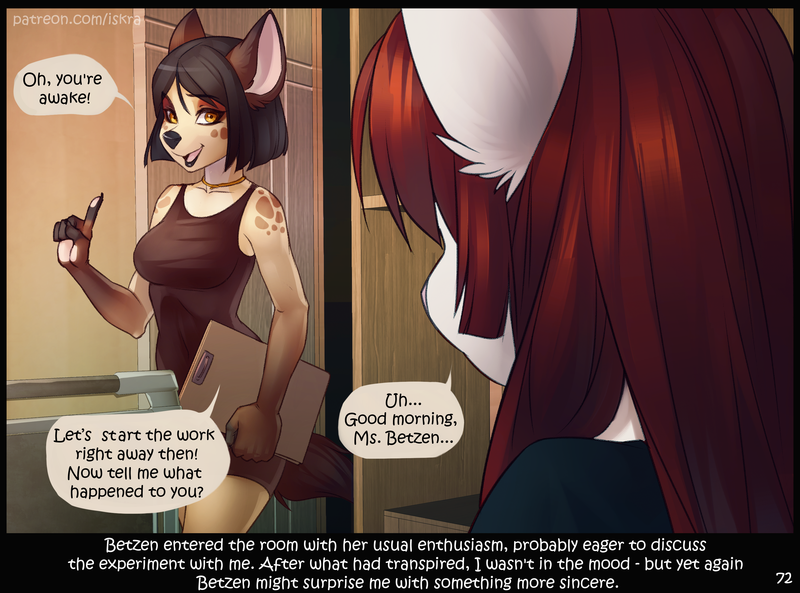 patreon.com/iskra
Oh, you're
awake!
Let's start the work
right away then!
Now tell me what
happened to you?
Uh...
Good morning,
Ms. Betzen...
Betzen entered the room with her usual enthusiasm, probably eager to discuss
the experiment with me. After what had transpired, I wasn't in the mood - but yet again
Betzen might surprise me with something more sincere.
72